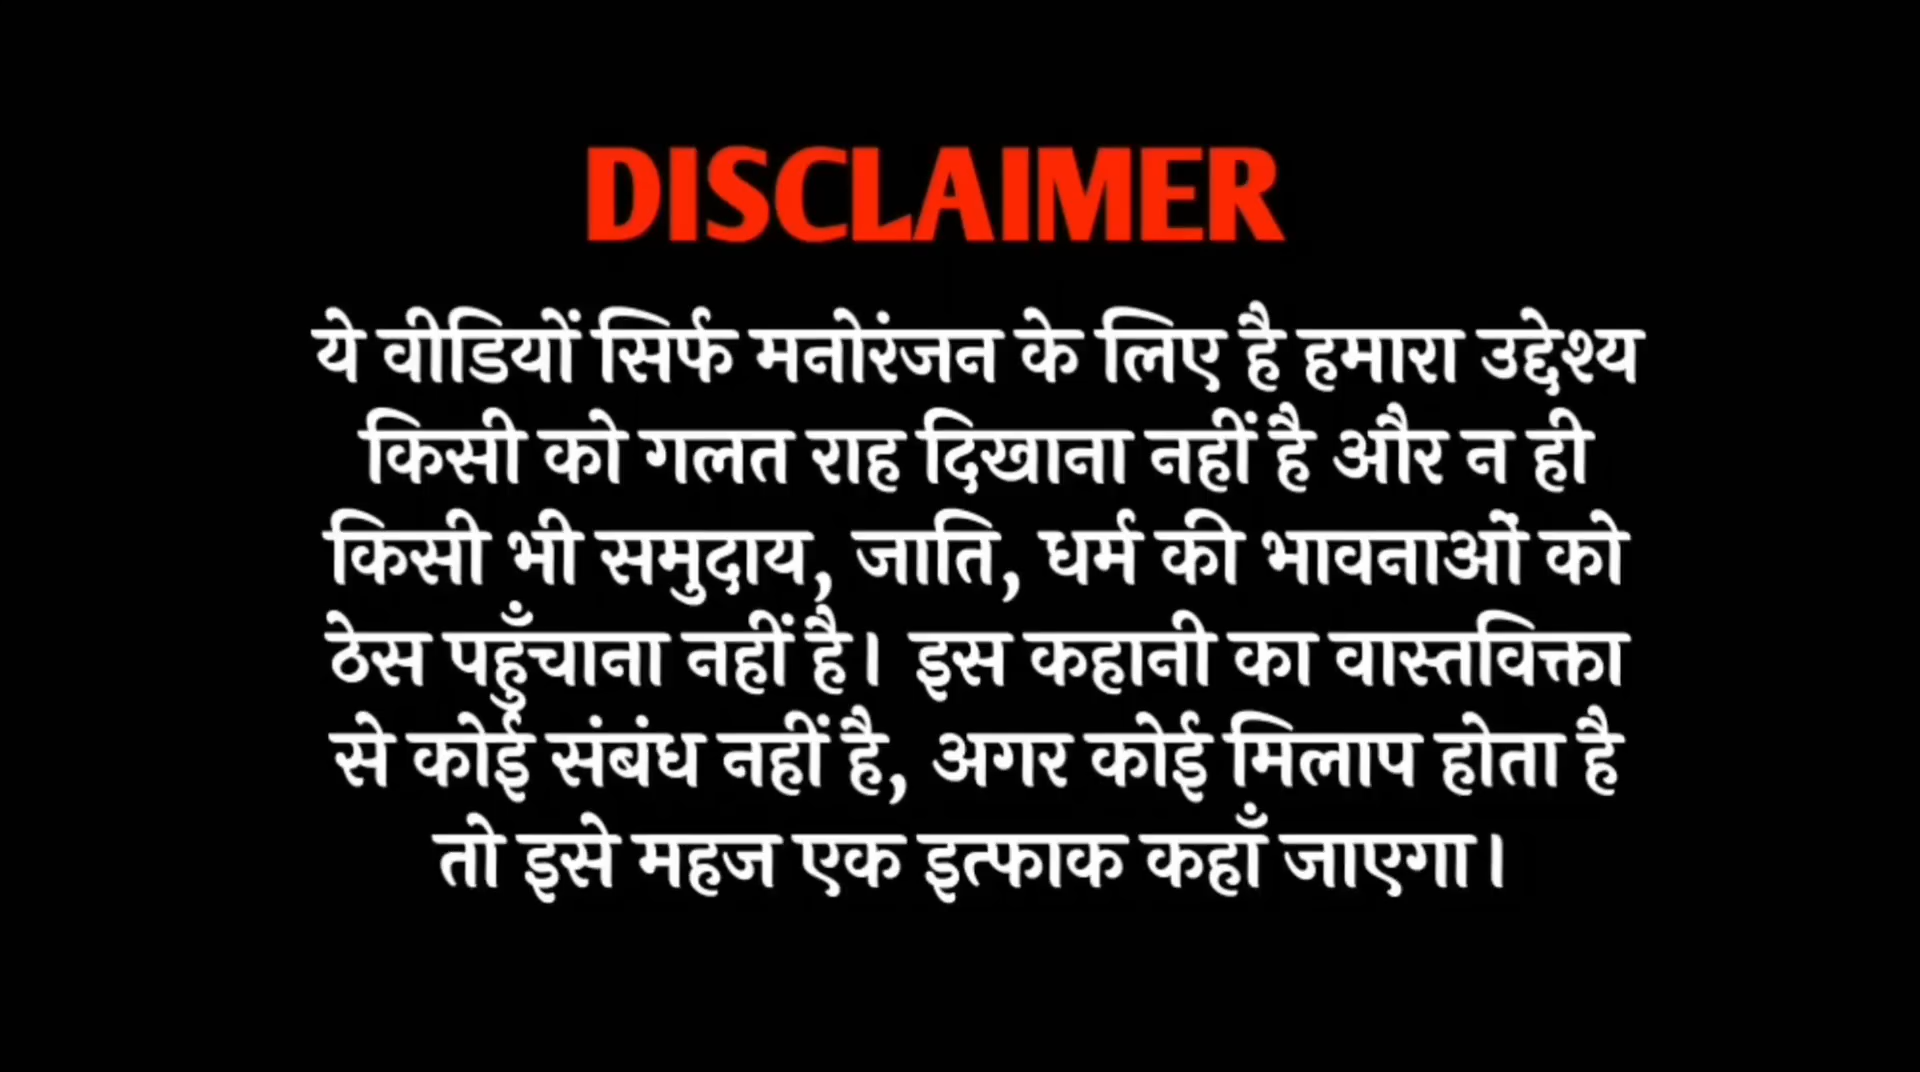 DISCLAIMER
ये वीडियों सिर्फ मनोरंजन के लिए है हमारा उद्देश्य
किसी को गलत राह दिखाना नहीं है और न ही
किसी भी समुदाय, जाति, धर्म की भावनाओं को
ठेस पहुँचाना नहीं है। इस कहानी का वास्तविक्ता
से कोई संबंध नहीं है, अगर कोई मिलाप होता है
तो इसे महज एक इत्फाक कहाँ जाएगा।